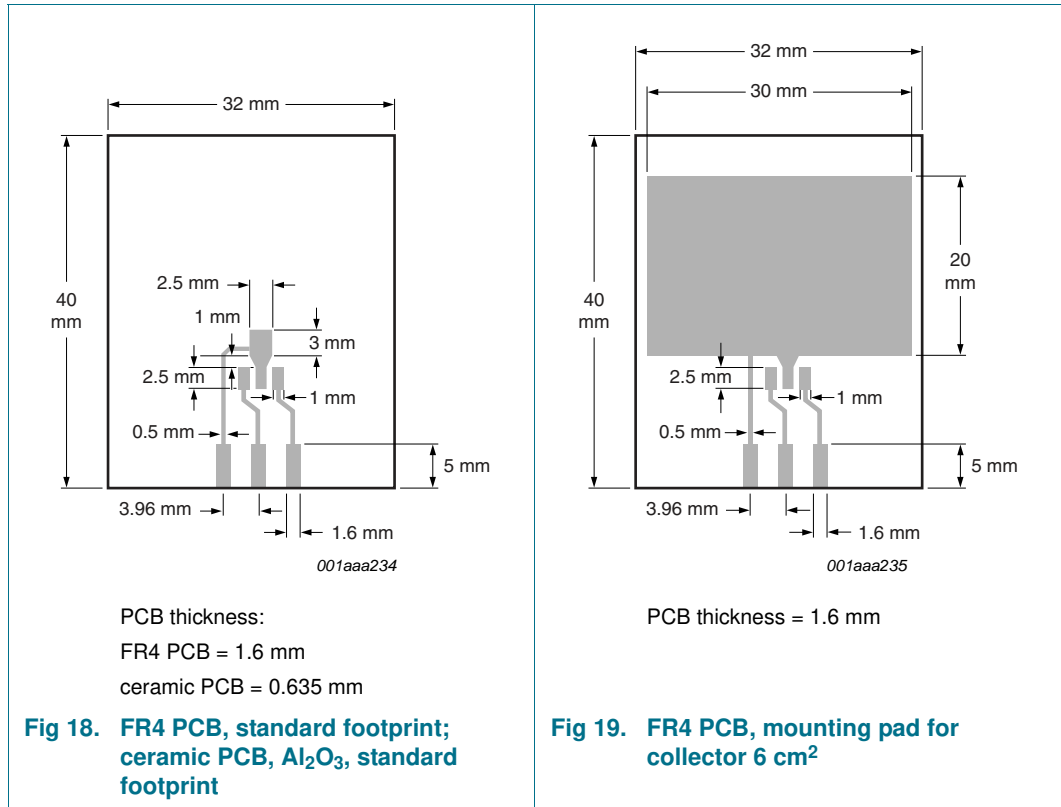 32 mm
40
mm
2.5 mm
1 mm
3 mm
2.5 mm
1 mm
0.5 mm
5 mm
3.96 mm
1.6 mm
001aaa234
PCB thickness:
FR4 PCB = 1.6 mm
ceramic PCB = 0.635 mm
Fig 18. FR4 PCB, standard footprint;
ceramic PCB, Al₂O₃, standard
footprint
32 mm
30 mm
40
mm
20
mm
2.5 mm
1 mm
0.5 mm
5 mm
3.96 mm
1.6 mm
001aaa235
PCB thickness = 1.6 mm
Fig 19. FR4 PCB, mounting pad for
collector 6 cm²